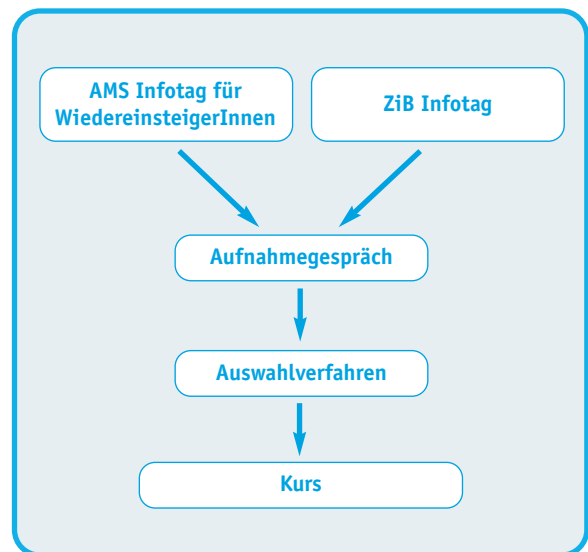 AMS Infotag für
WiedereinsteigerInnen
ZiB Infotag
Aufnahmegespräch
Auswahlverfahren
Kurs